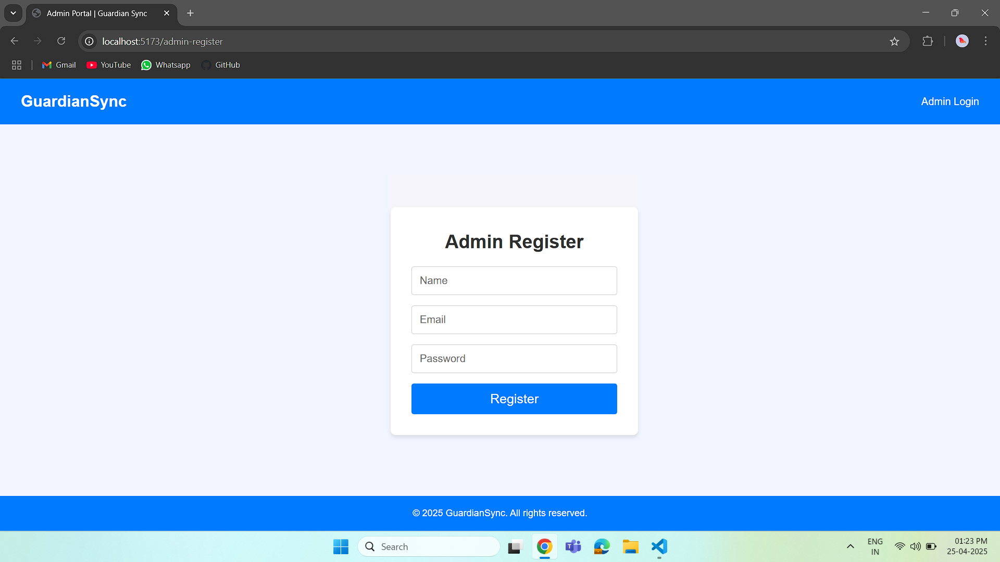 Admin Portal | Guardian Sync
localhost:5173/admin-register
Gmail
YouTube
Whatsapp
GitHub
GuardianSync
Admin Login
Admin Register
Name
Email
Password
Register
© 2025 GuardianSync. All rights reserved.
Search
ENG
IN
01:23 PM
25-04-2025